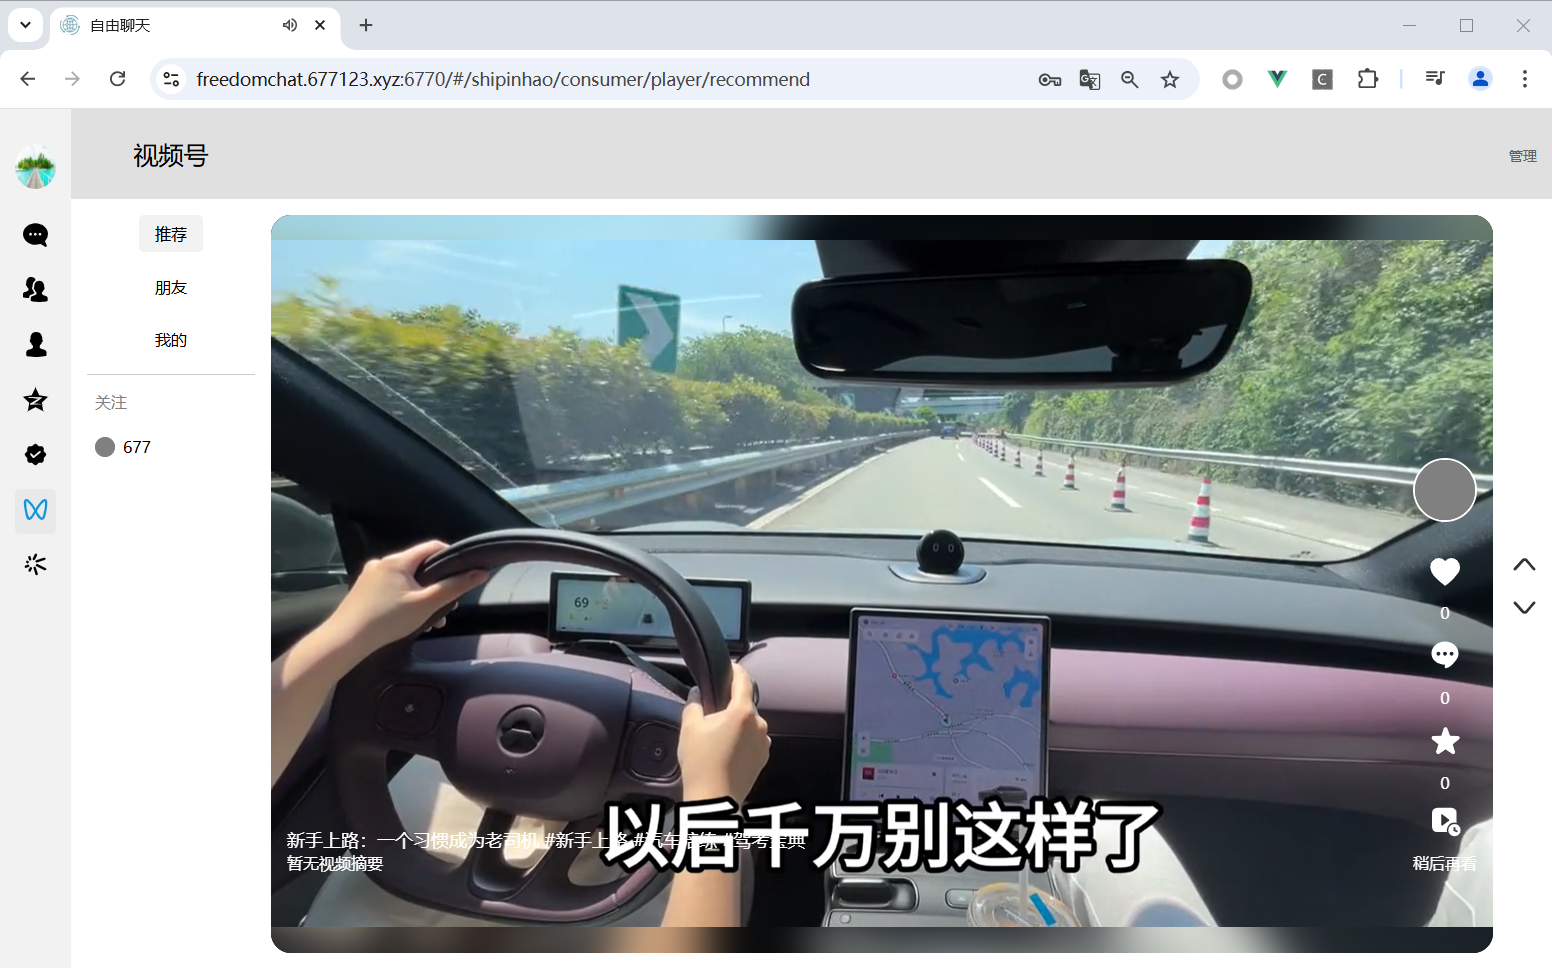 自由聊天
freedomchat.677123.xyz:6770/#/shipinhao/consumer/player/recommend
视频号
管理
推荐
朋友
我的
关注
677
69
0
0
0
以后千万别这样了
新手上路：一个习惯成为老司机 #新手上路 #汽车陪练 #驾考宝典
暂无视频摘要
稍后再看